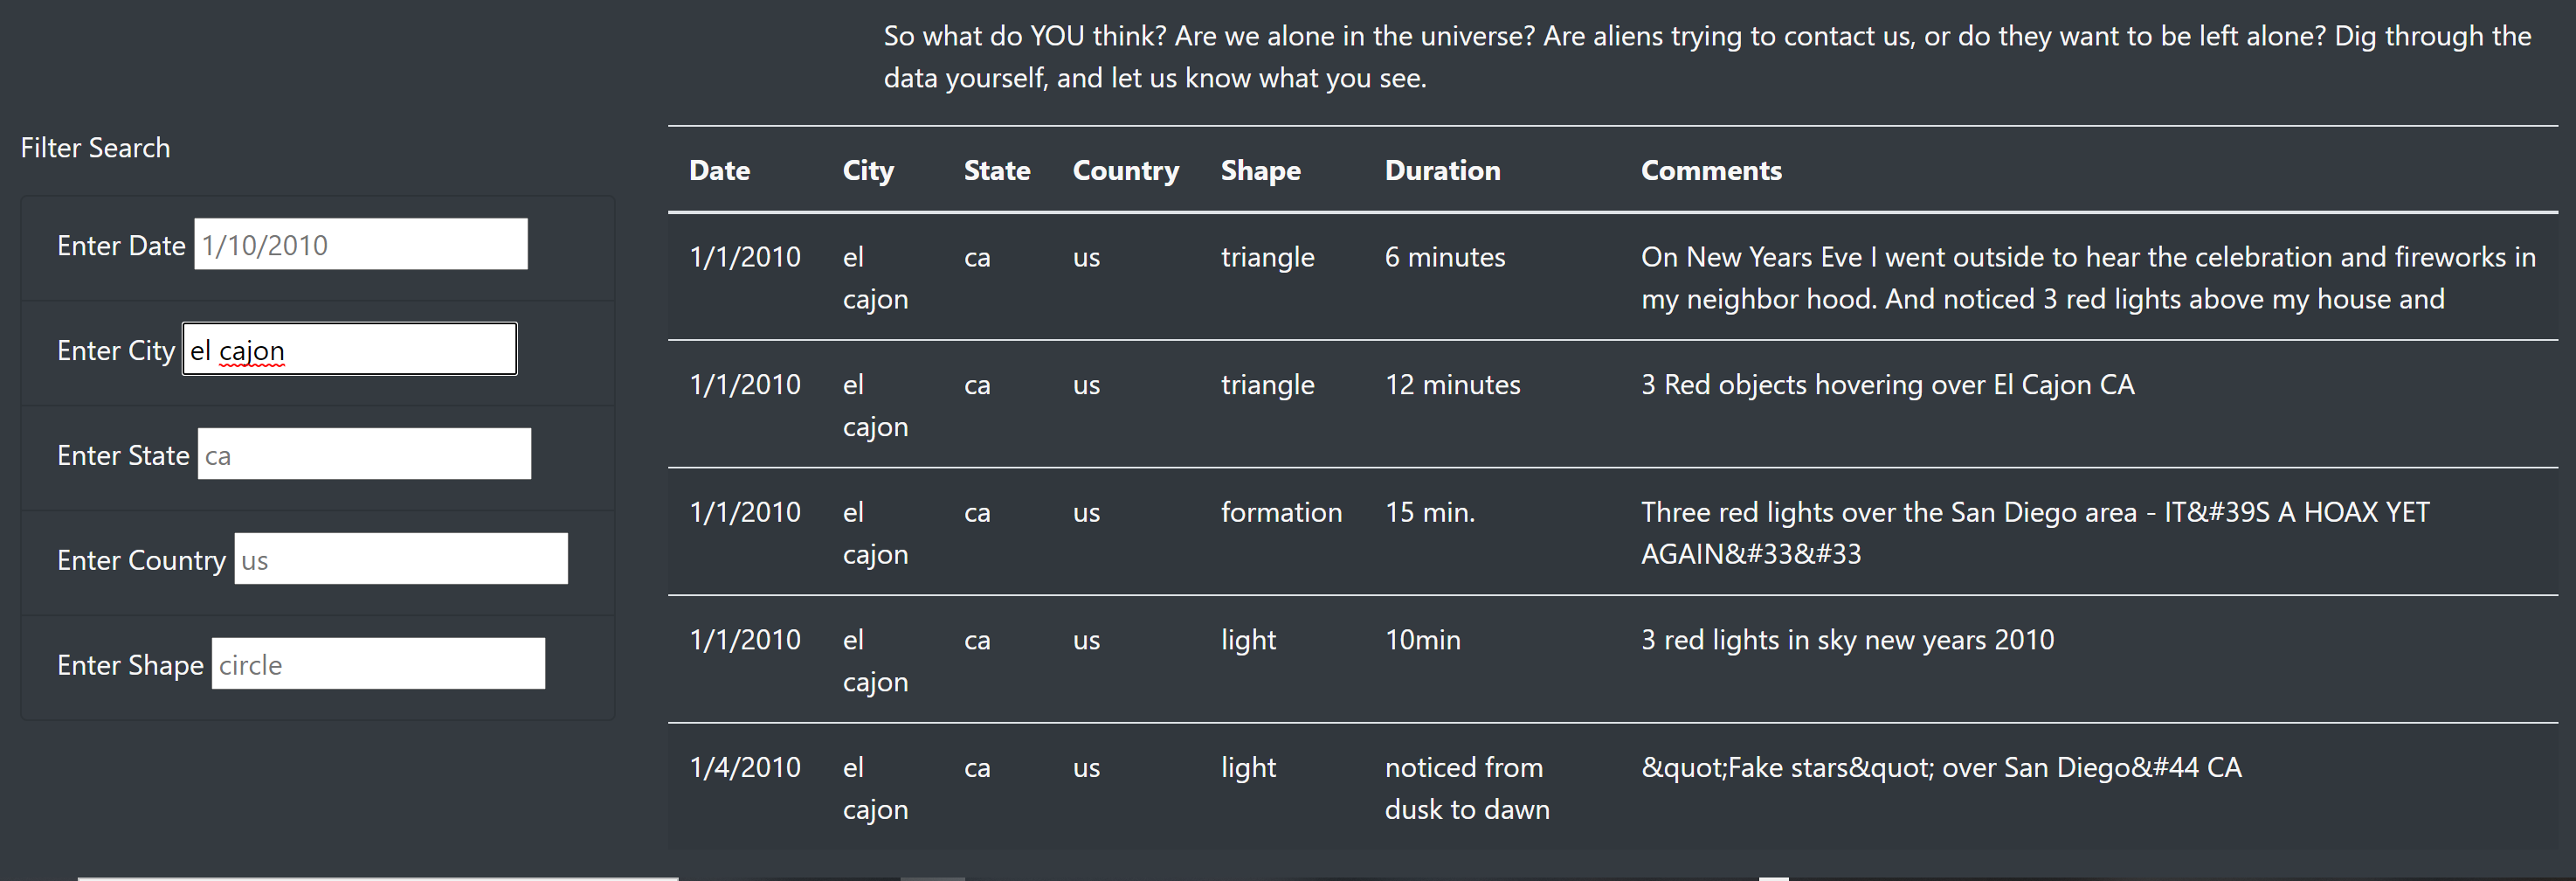 So what do YOU think? Are we alone in the universe? Are aliens trying to contact us, or do they want to be left alone? Dig through the
data yourself, and let us know what you see.
Filter Search
Enter Date 1/10/2010
Enter City el cajon
Enter State ca
Enter Country us
Enter Shape circle
Date City State Country Shape Duration Comments
1/1/2010 el ca us triangle 6 minutes On New Years Eve I went outside to hear the celebration and fireworks in
cajon my neighbor hood. And noticed 3 red lights above my house and
1/1/2010 el ca us triangle 12 minutes 3 Red objects hovering over El Cajon CA
cajon
1/1/2010 el ca us formation 15 min. Three red lights over the San Diego area - IT&#39S A HOAX YET
cajon AGAIN&#33&#33
1/1/2010 el ca us light 10min 3 red lights in sky new years 2010
cajon
1/4/2010 el ca us light noticed from &quot;Fake stars&quot; over San Diego&#44 CA
cajon dusk to dawn